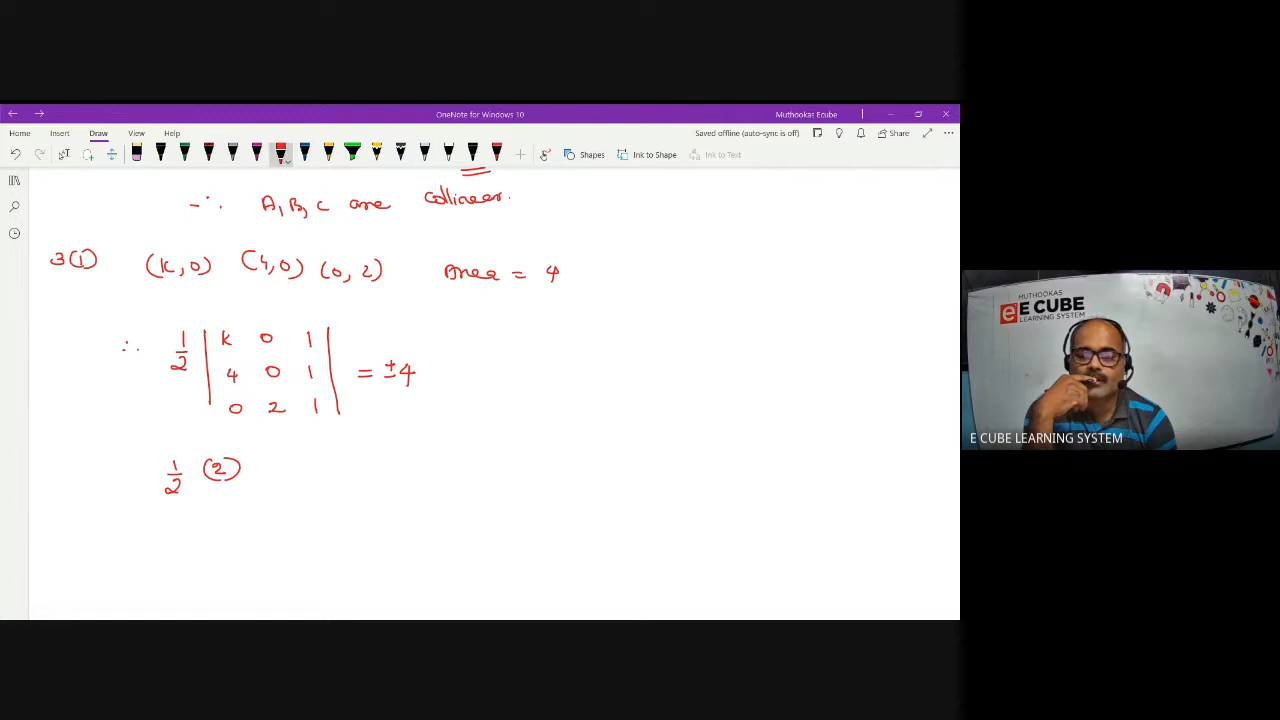 OneNote for Windows 10
Muthookas Ecube
Home Insert Draw View Help
Saved offline (auto-sync is off) Share
Shapes Ink to Shape Ink to Text
∴ A, B, C are collinear.
3(i) (k, 0) (4, 0) (0, 2) Area = 4
∴ 1/2 | k 0 1
4 0 1
0 2 1 | = ±4
1/2 (2)
MUTHOOKAS
E CUBE
LEARNING SYSTEM
E CUBE LEARNING SYSTEM